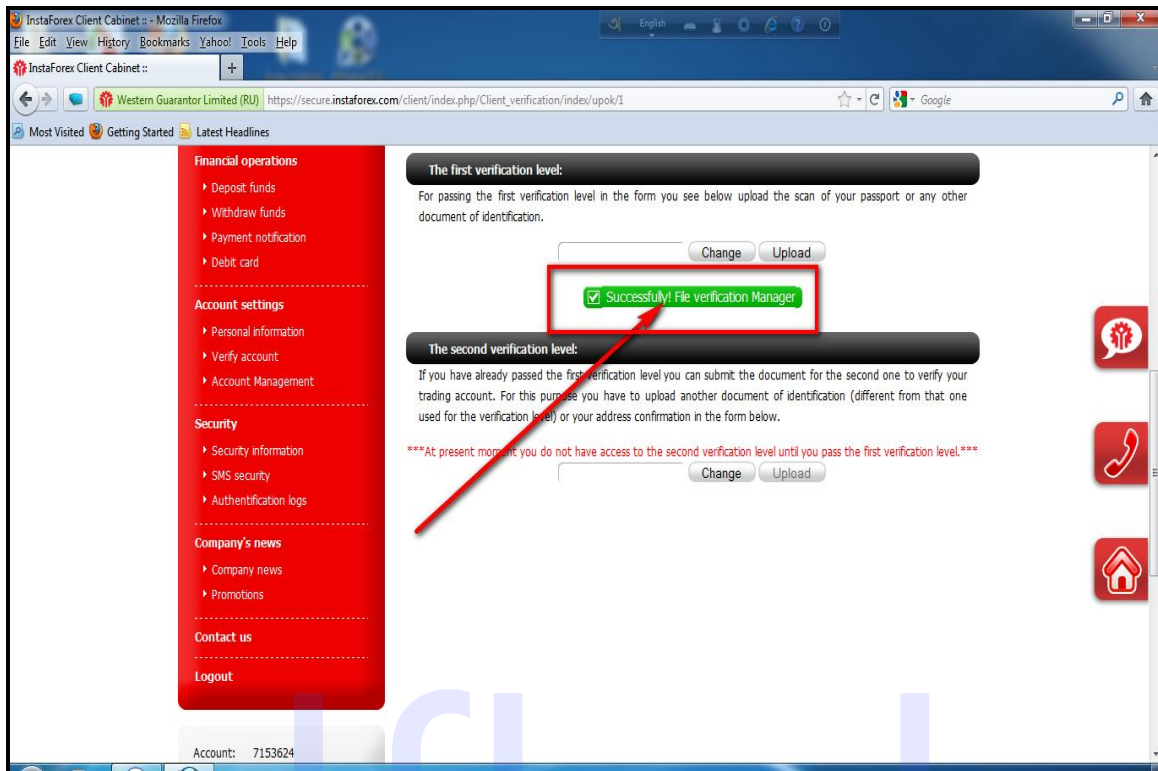 InstaForex Client Cabinet :: - Mozilla Firefox
English
File Edit View History Bookmarks Yahoo! Tools Help
InstaForex Client Cabinet ::
Western Guarantor Limited (RU) https://secure.instaforex.com/client/index.php/Client_verification/index/upok/1
Google
Most Visited Getting Started Latest Headlines
Financial operations
Deposit funds
Withdraw funds
Payment notification
Debit card
Account settings
Personal information
Verify account
Account Management
Security
Security information
SMS security
Authentification logs
Company's news
Company news
Promotions
Contact us
Logout
Account: 7153624
The first verification level:
For passing the first verification level in the form you see below upload the scan of your passport or any other
document of identification.
Change Upload
Successfully! File verification Manager
The second verification level:
If you have already passed the first verification level you can submit the document for the second one to verify your
trading account. For this purpose you have to upload another document of identification (different from that one
used for the verification level) or your address confirmation in the form below.
***At present moment you do not have access to the second verification level until you pass the first verification level.***
Change Upload